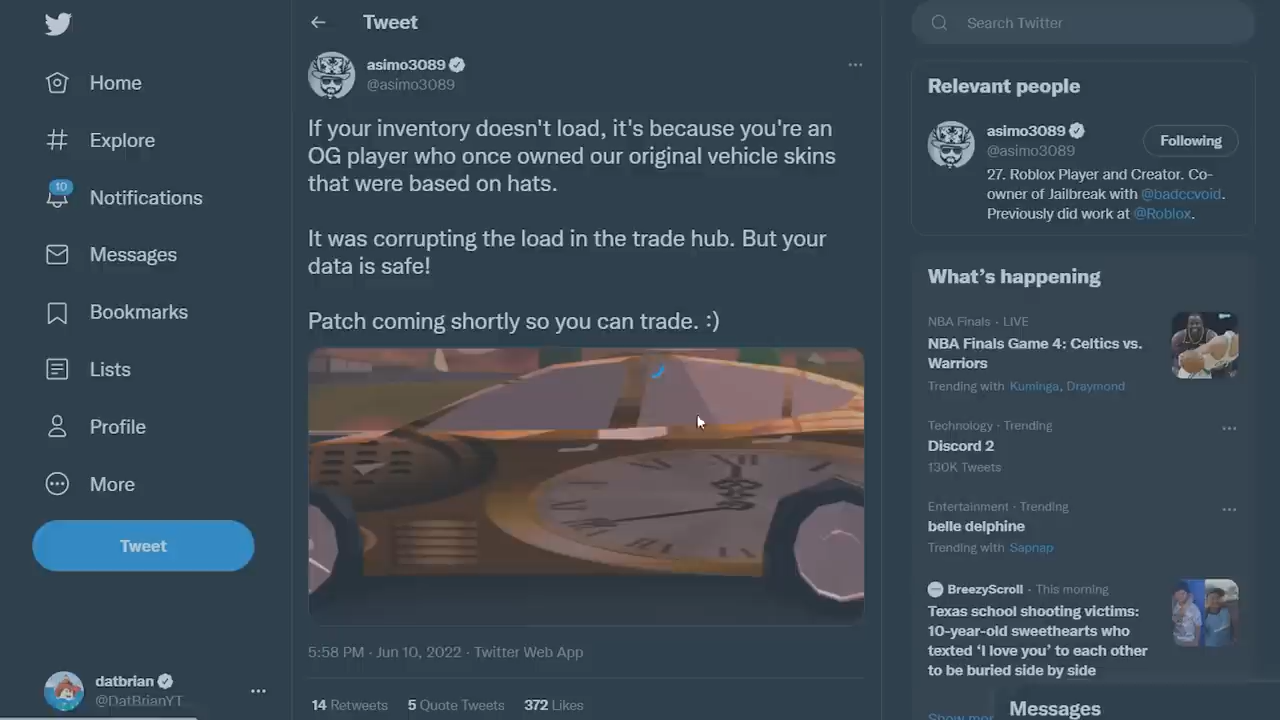 Home
Explore
10
Notifications
Messages
Bookmarks
Lists
Profile
More
Tweet
datbrian
@DatBrianYT
Tweet
asimo3089
@asimo3089
If your inventory doesn't load, it's because you're an
OG player who once owned our original vehicle skins
that were based on hats.
It was corrupting the load in the trade hub. But your
data is safe!
Patch coming shortly so you can trade. :)
5:58 PM · Jun 10, 2022 · Twitter Web App
14 Retweets 5 Quote Tweets 372 Likes
Search Twitter
Relevant people
asimo3089
@asimo3089
Following
27. Roblox Player and Creator. Co-
owner of Jailbreak with @badccvoid.
Previously did work at @Roblox.
What's happening
NBA Finals · LIVE
NBA Finals Game 4: Celtics vs.
Warriors
Trending with Kuminga, Draymond
Technology · Trending
Discord 2
130K Tweets
Entertainment · Trending
belle delphine
Trending with Sapnap
BreezyScroll · This morning
Texas school shooting victims:
10-year-old sweethearts who
texted 'I love you' to each other
to be buried side by side
Show more
Messages